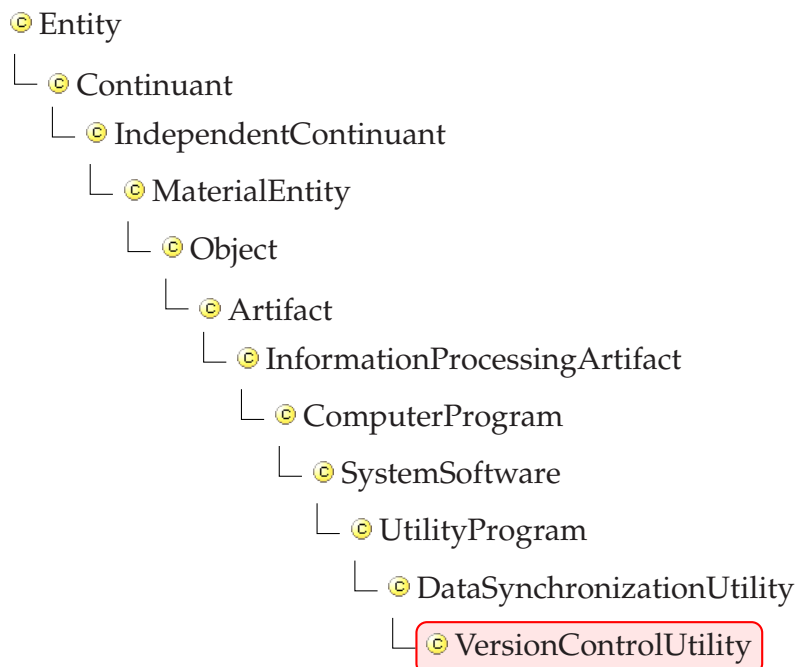 Entity
Continuant
IndependentContinuant
MaterialEntity
Object
Artifact
InformationProcessingArtifact
ComputerProgram
SystemSoftware
UtilityProgram
DataSynchronizationUtility
VersionControlUtility